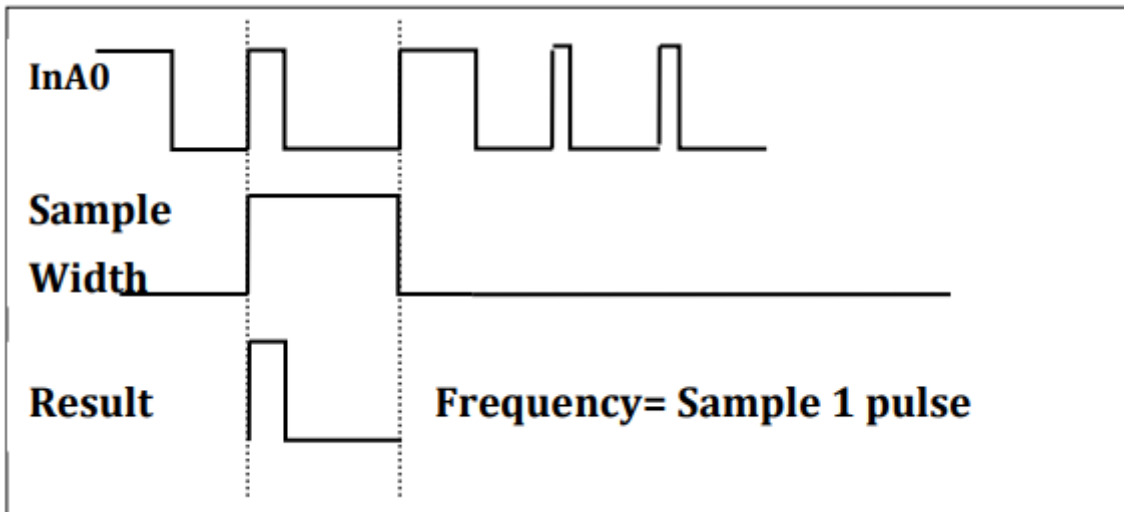 InA0
Sample
Width
Result
Frequency= Sample 1 pulse